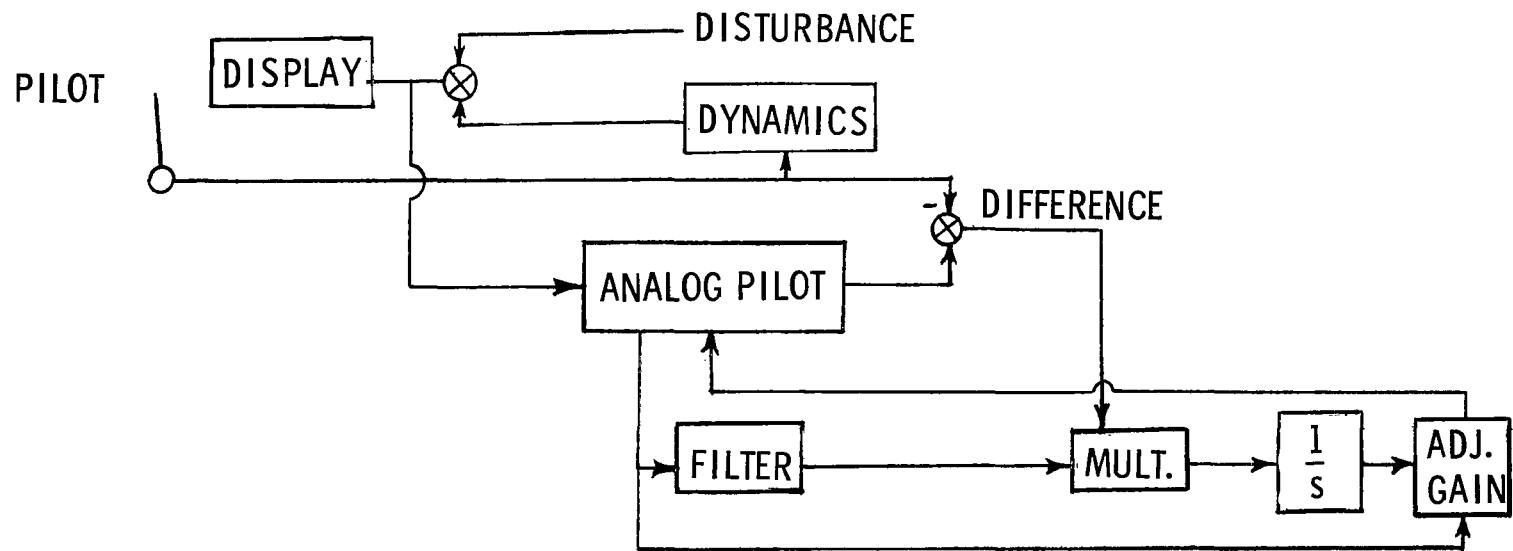 DISTURBANCE
DISPLAY
PILOT
DYNAMICS
-
DIFFERENCE
ANALOG PILOT
FILTER
MULT.
1
s
ADJ.
GAIN